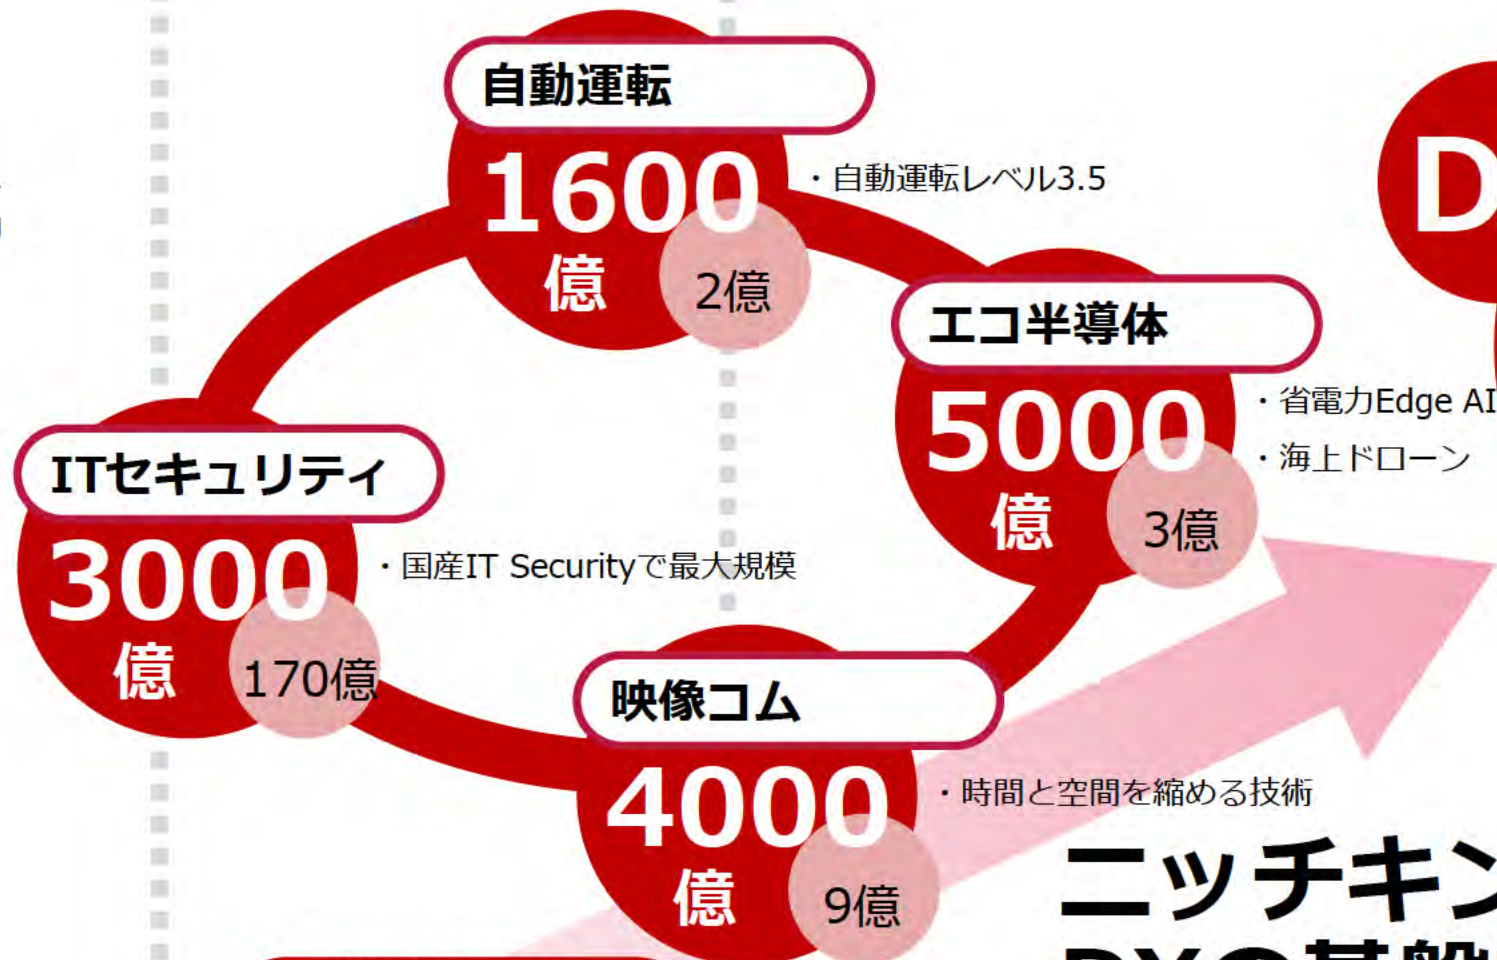 自動運転
1600
億
2億
・自動運転レベル3.5
D
エコ半導体
5000
億
3億
・省電力Edge AI
・海上ドローン
ITセキュリティ
3000
億
170億
・国産IT Securityで最大規模
映像コム
4000
億
9億
・時間と空間を縮める技術
ニッチキン
DXの基盤